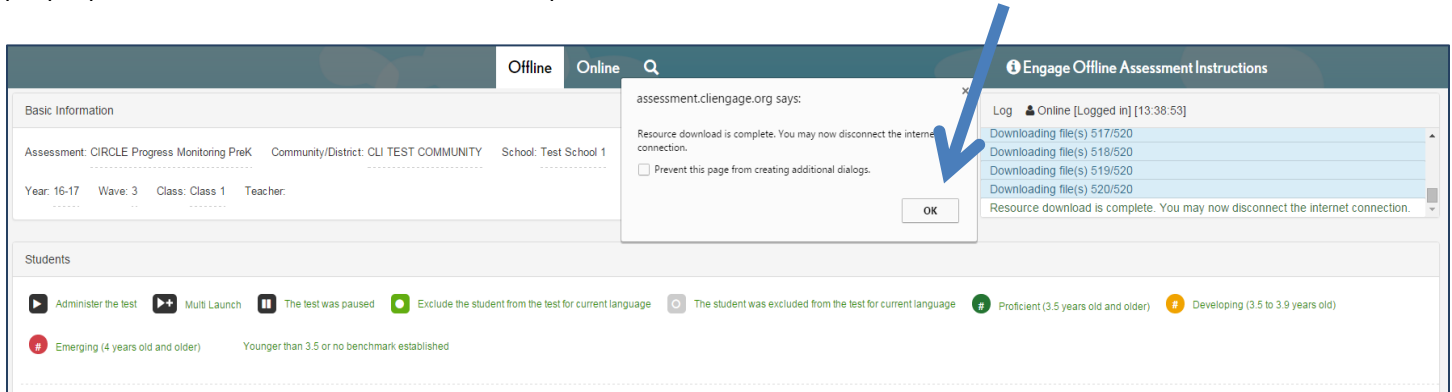 Offline Online
Engage Offline Assessment Instructions
Basic Information
Assessment: CIRCLE Progress Monitoring PreK Community/District: CLI TEST COMMUNITY School: Test School 1
Year: 16-17 Wave: 3 Class: Class 1 Teacher:
assessment.cliengage.org says:
Resource download is complete. You may now disconnect the
connection.
Prevent this page from creating additional dialogs.
OK
Log Online [Logged in] [13:38:53]
Downloading file(s) 517/520
Downloading file(s) 518/520
Downloading file(s) 519/520
Downloading file(s) 520/520
Resource download is complete. You may now disconnect the internet connection.
Students
Administer the test Multi Launch The test was paused Exclude the student from the test for current language The student was excluded from the test for current language # Proficient (3.5 years old and older) # Developing (3.5 to 3.9 years old)
# Emerging (4 years old and older) Younger than 3.5 or no benchmark established